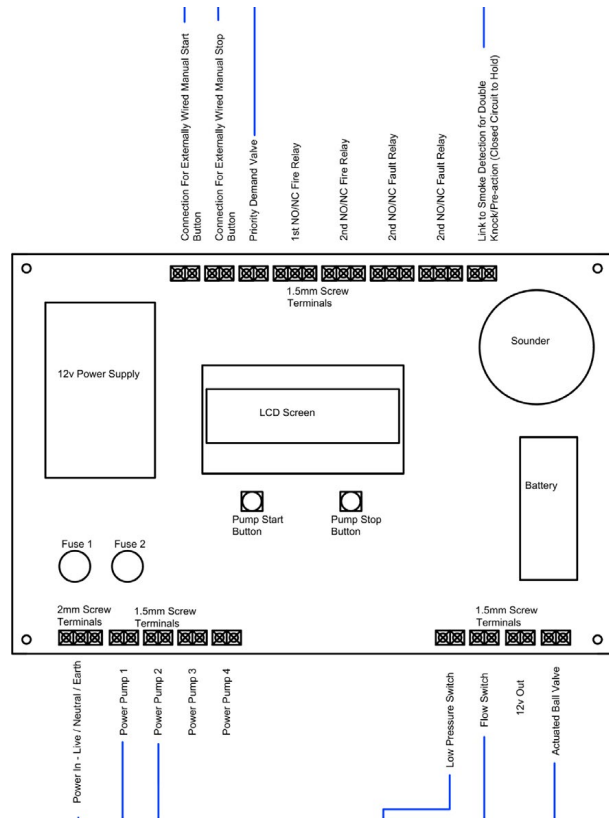 Connection For Externally Wired Manual Start
Button
Connection For Externally Wired Manual Stop
Button
Priority Demand Valve
1st NO/NC Fire Relay
2nd NO/NC Fire Relay
2nd NO/NC Fault Relay
2nd NO/NC Fault Relay
Link to Smoke Detection for Double
Knock/Pre-action (Closed Circuit to Hold)
1.5mm Screw
Terminals
12v Power Supply
LCD Screen
Sounder
Battery
Pump Start
Button
Pump Stop
Button
Fuse 1
Fuse 2
2mm Screw
Terminals
1.5mm Screw
Terminals
1.5mm Screw
Terminals
Power In - Live / Neutral / Earth
Power Pump 1
Power Pump 2
Power Pump 3
Power Pump 4
Low Pressure Switch
Flow Switch
12v Out
Actuated Ball Valve